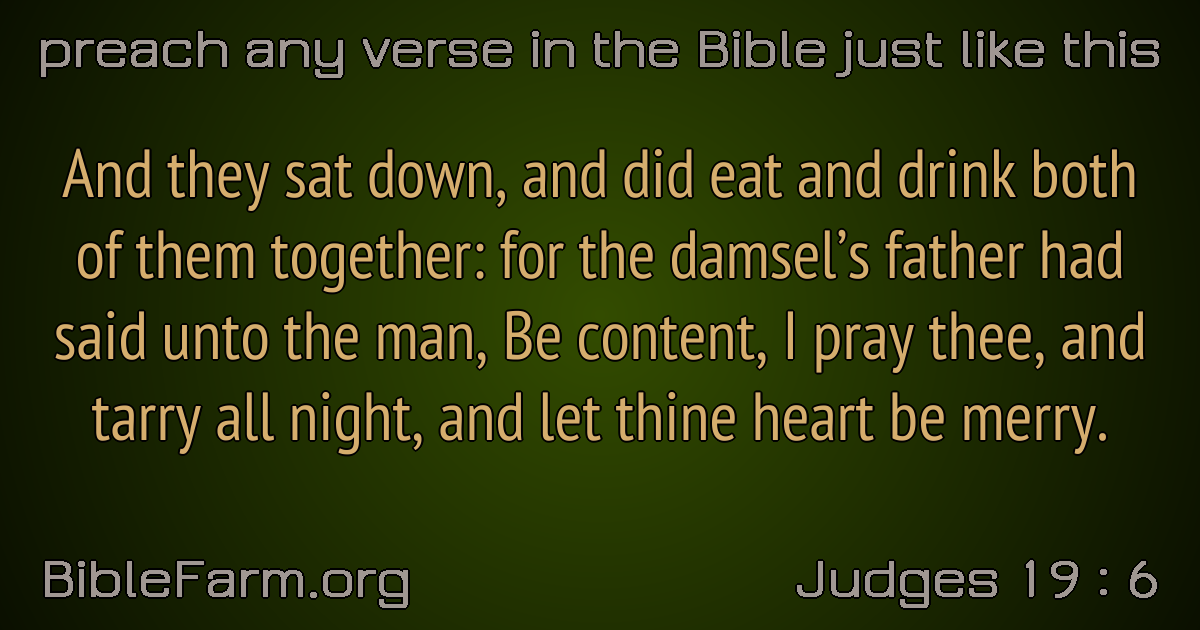 preach any verse in the Bible just like this
And they sat down, and did eat and drink both
of them together: for the damsel’s father had
said unto the man, Be content, I pray thee, and
tarry all night, and let thine heart be merry.
BibleFarm.org
Judges 19 : 6